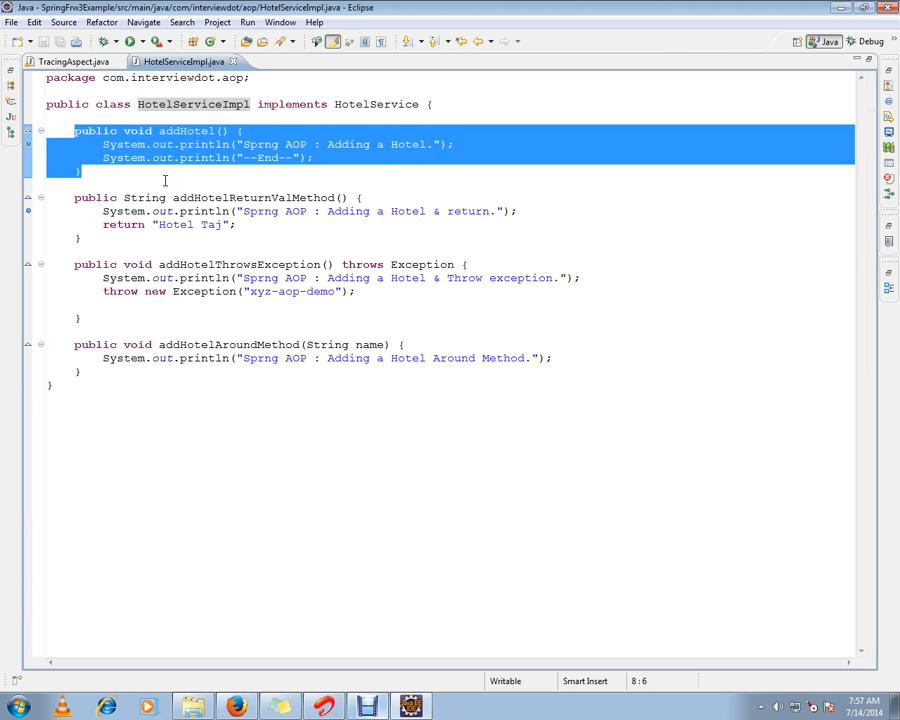 Java - SpringFrw3Example/src/main/java/com/interviewdot/aop/HotelServiceImpl.java - Eclipse
File Edit Source Refactor Navigate Search Project Run Window Help
Java Debug
TracingAspect.java HotelServiceImpl.java
package com.interviewdot.aop;
public class HotelServiceImpl implements HotelService {
public void addHotel() {
System.out.println("Sprng AOP : Adding a Hotel.");
System.out.println("--End--");
}
public String addHotelReturnValMethod() {
System.out.println("Sprng AOP : Adding a Hotel & return.");
return "Hotel Taj";
}
public void addHotelThrowsException() throws Exception {
System.out.println("Sprng AOP : Adding a Hotel & Throw exception.");
throw new Exception("xyz-aop-demo");
}
public void addHotelAroundMethod(String name) {
System.out.println("Sprng AOP : Adding a Hotel Around Method.");
}
}
Writable Smart Insert 8 : 6
7:57 AM
7/14/2014